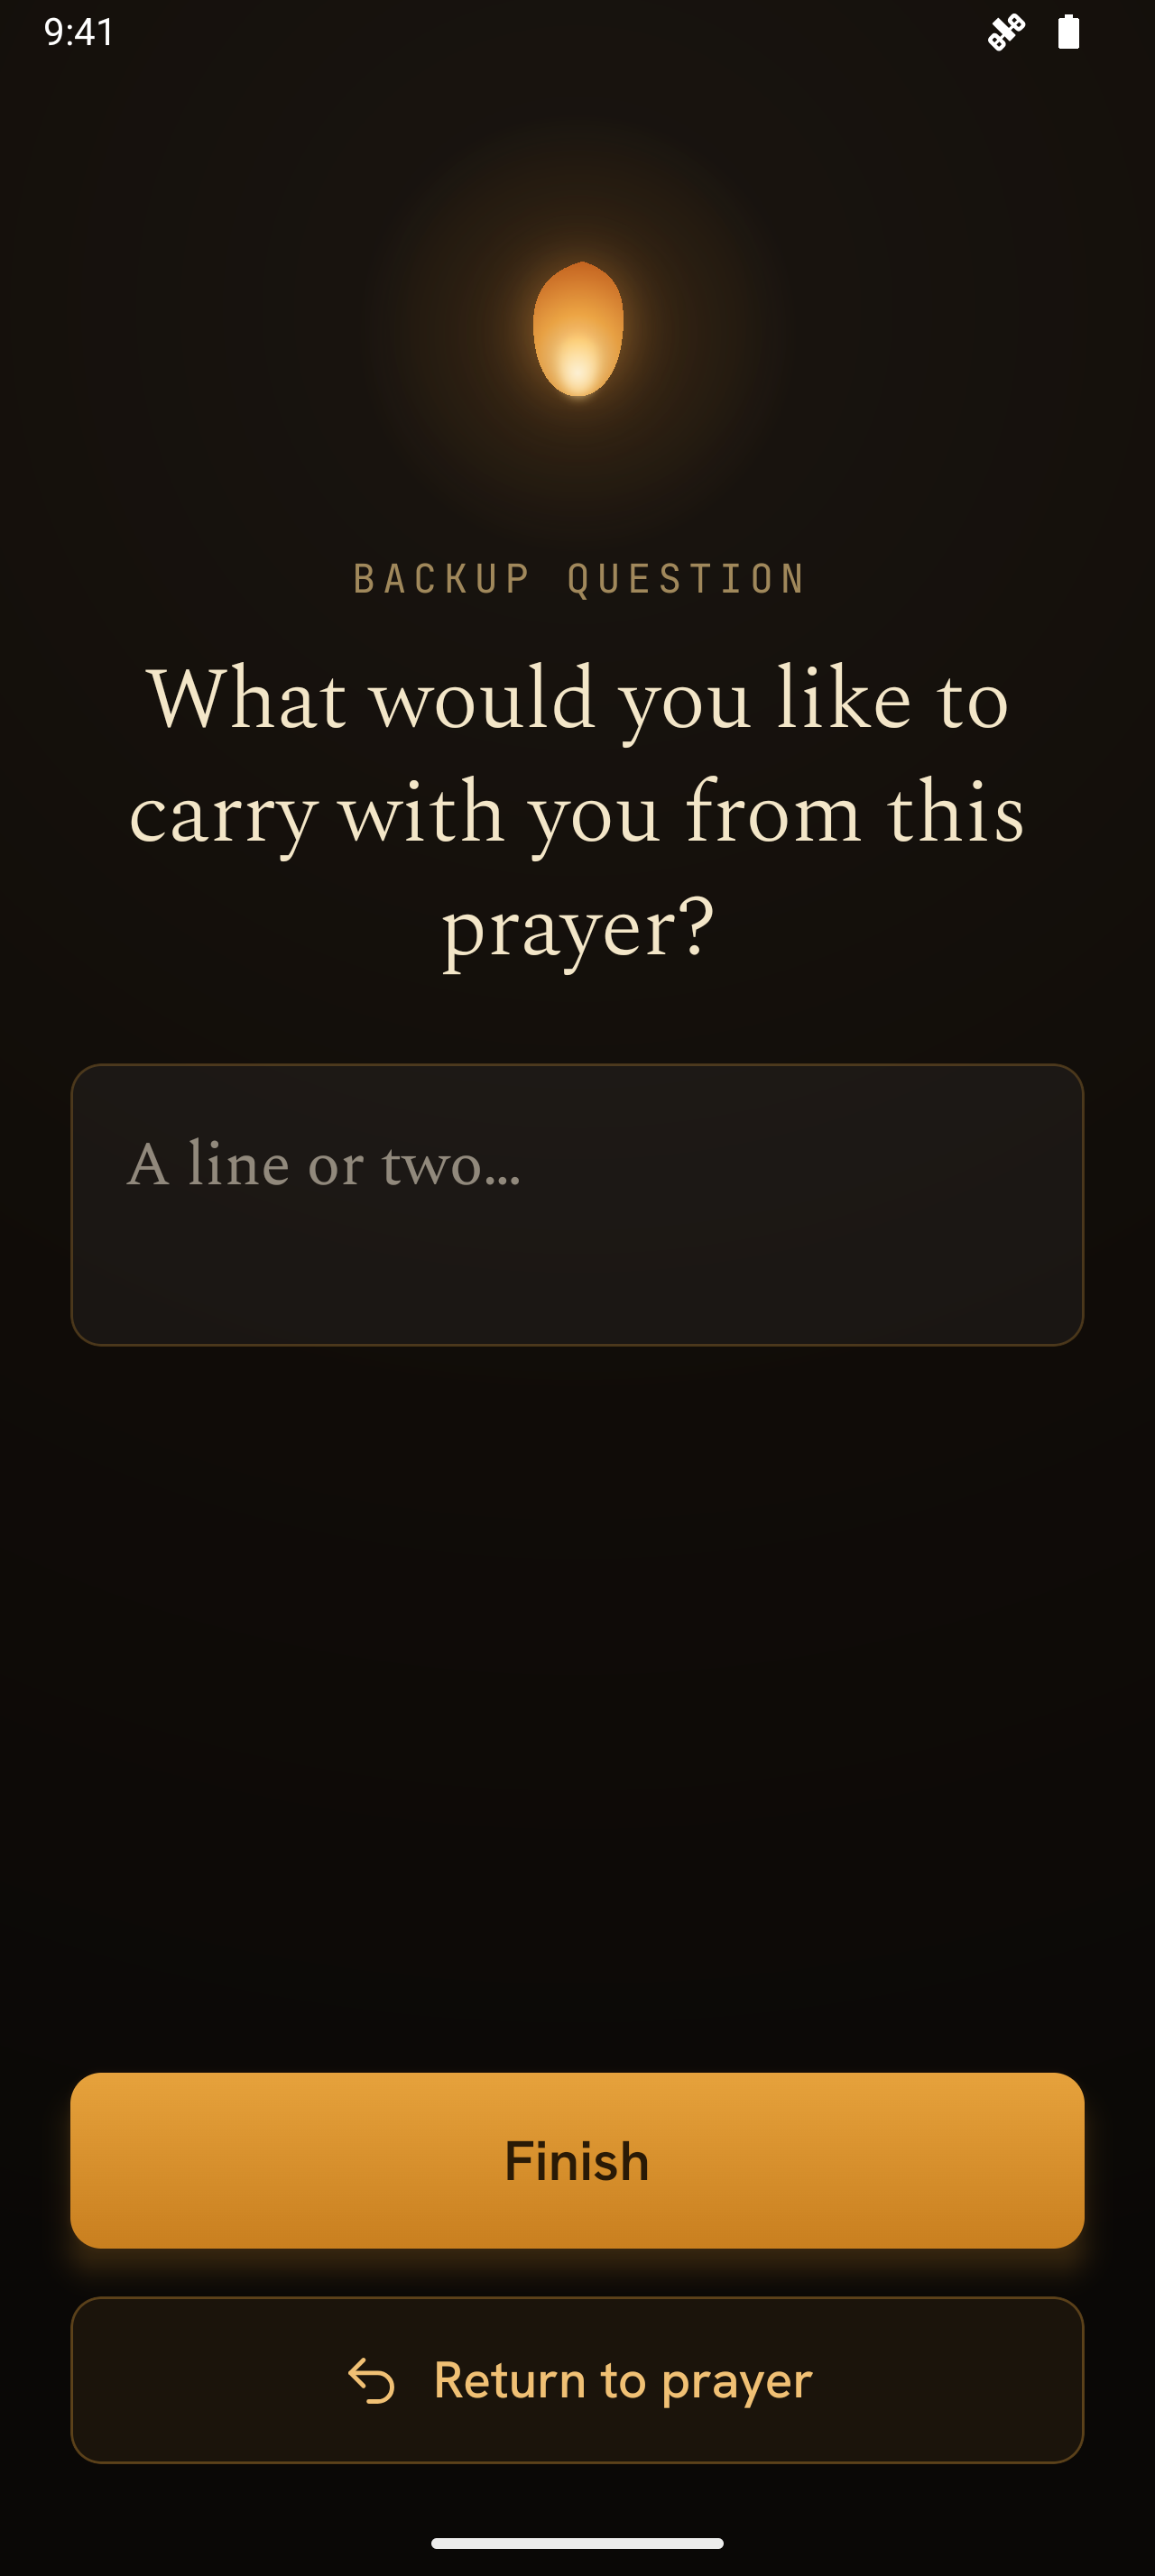 9:41
BACKUP QUESTION
What would you like to
carry with you from this
prayer?
A line or two...
Finish
Return to prayer